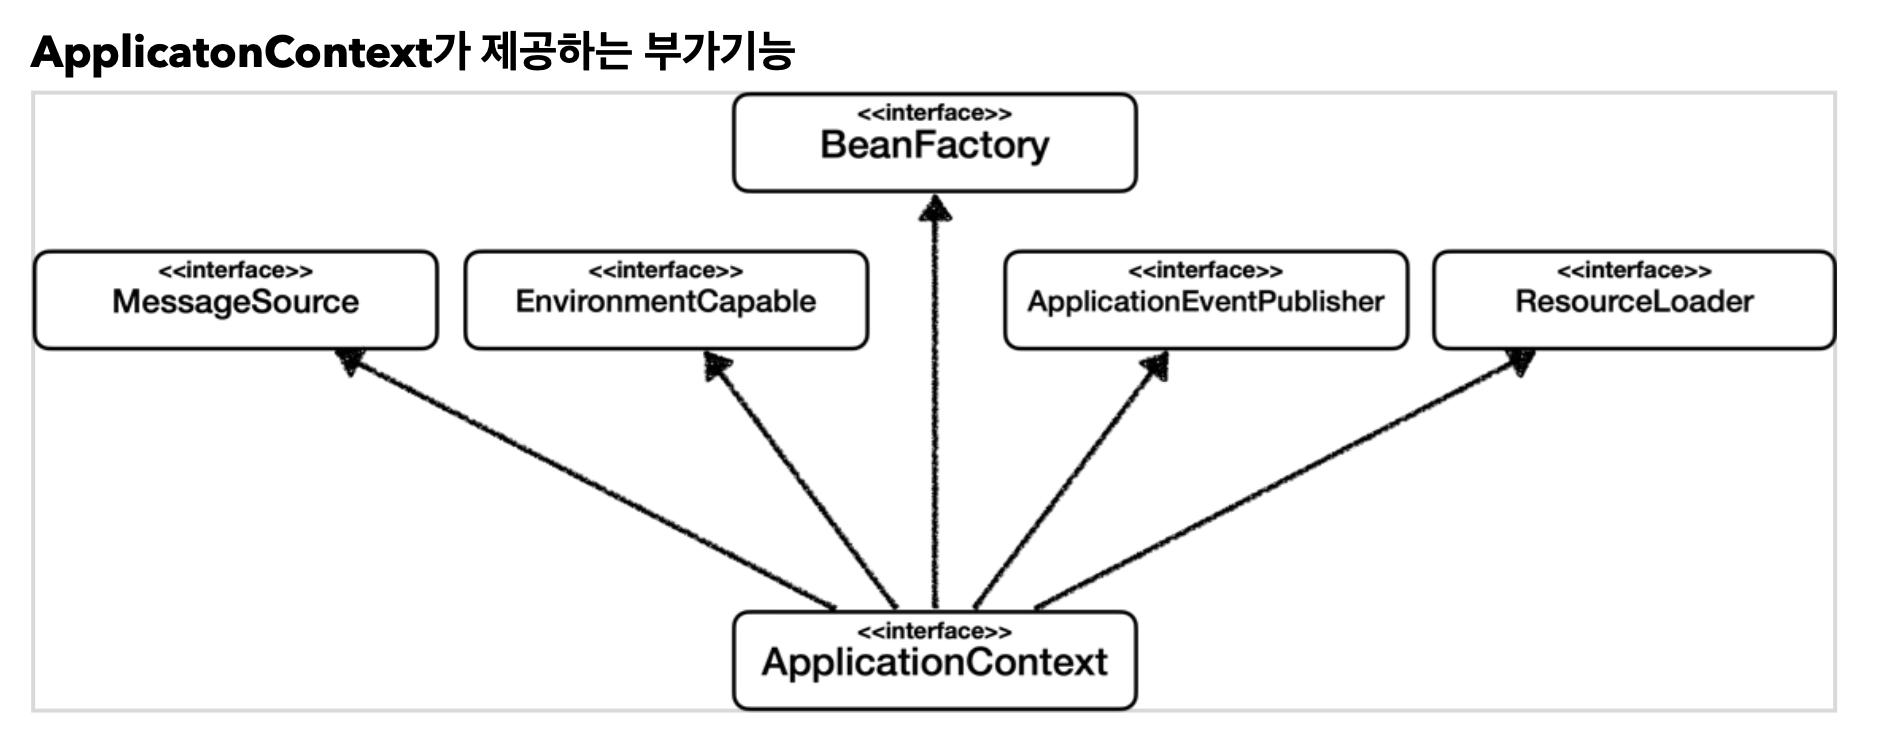 ApplicatonContext가 제공하는 부가기능
<<interface>>
BeanFactory
<<interface>>
MessageSource
<<interface>>
EnvironmentCapable
<<interface>>
ApplicationEventPublisher
<<interface>>
ResourceLoader
<<interface>>
ApplicationContext